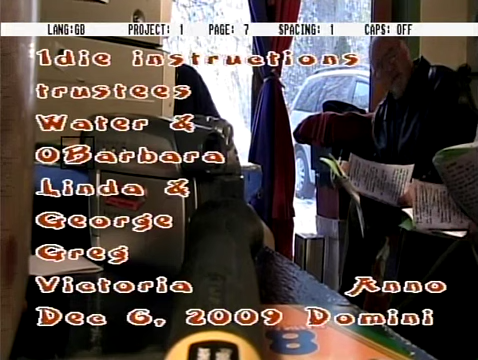 LANG:GB PROJECT: 1 PAGE: 7 SPACING: 1 CAPS: OFF
1die instructions
trustees
Water &
OBarbara
Linda &
George
Greg
Victoria Anno
Dec 6, 2009 Domini
8